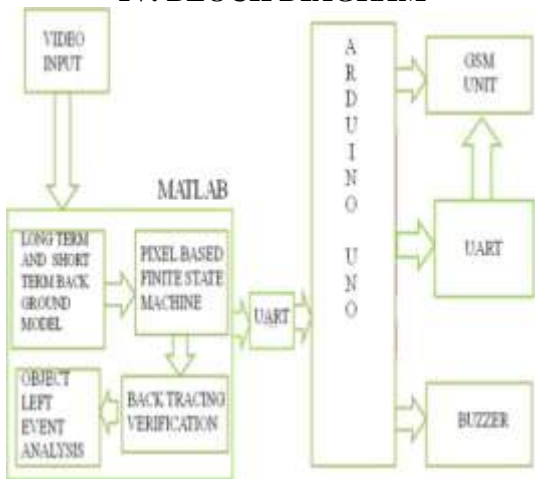 IV. BLOCK DIAGRAM
VIDEO
INPUT
MATLAB
LONG TERM
AND SHORT
TERM BACK
GROUND
MODEL
PIXEL BASED
FINITE STATE
MACHINE
BACK TRACING
VERIFICATION
OBJECT
LEFT
EVENT
ANALYSIS
UART
A
R
D
U
I
N
O
U
N
O
GSM
UNIT
UART
BUZZER